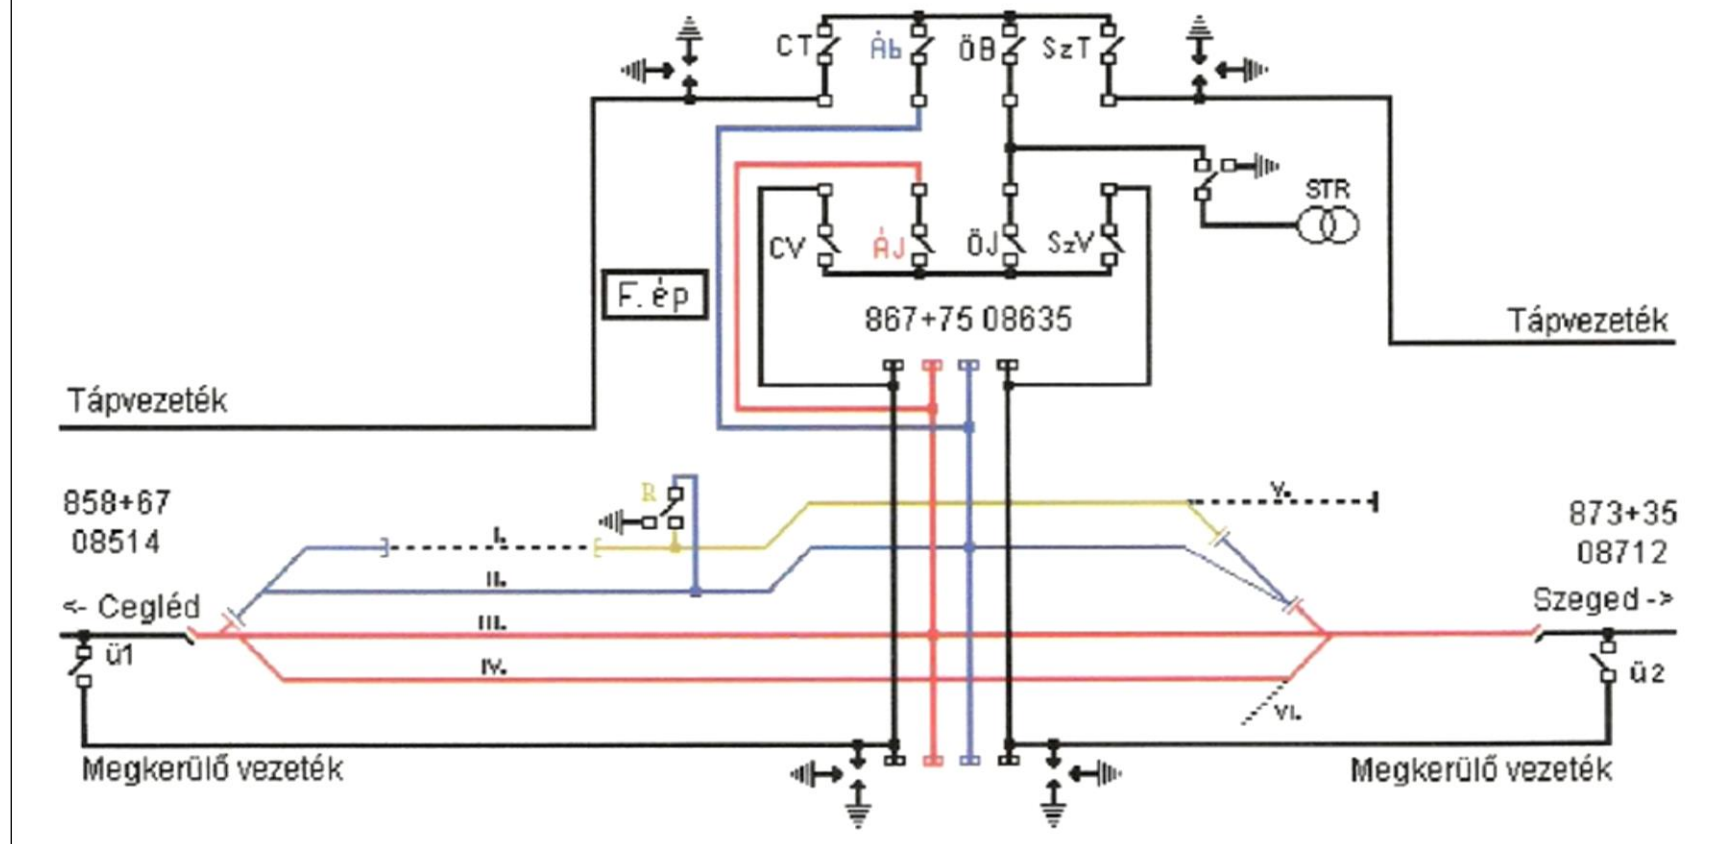 CT Áb ÖB SzT
STR
CV ÁJ ÖJ SzV
F.ép
867+75 08635
Tápvezeték
Tápvezeték
858+67
08514
R
V.
873+35
08712
I.
II.
<- Cegléd
Szeged ->
III.
ü1
IV.
ü2
VI.
Megkerülő vezeték
Megkerülő vezeték